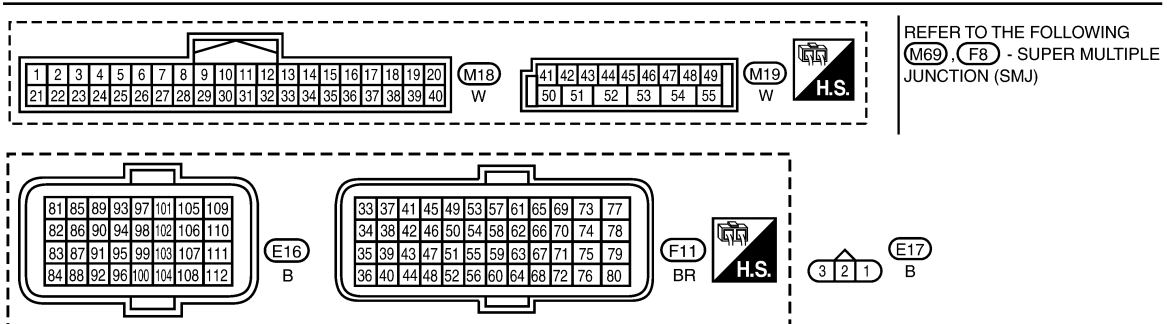 1 2 3 4 5 6 7 8 9 10 11 12 13 14 15 16 17 18 19 20
21 22 23 24 25 26 27 28 29 30 31 32 33 34 35 36 37 38 39 40
M18
W
41 42 43 44 45 46 47 48 49
50 51 52 53 54 55
M19
W
H.S.
REFER TO THE FOLLOWING
M69 , F8 - SUPER MULTIPLE
JUNCTION (SMJ)
81 85 89 93 97 101 105 109
82 86 90 94 98 102 106 110
83 87 91 95 99 103 107 111
84 88 92 96 100 104 108 112
E16
B
33 37 41 45 49 53 57 61 65 69 73 77
34 38 42 46 50 54 58 62 66 70 74 78
35 39 43 47 51 55 59 63 67 71 75 79
36 40 44 48 52 56 60 64 68 72 76 80
F11
BR
H.S.
3 2 1
E17
B